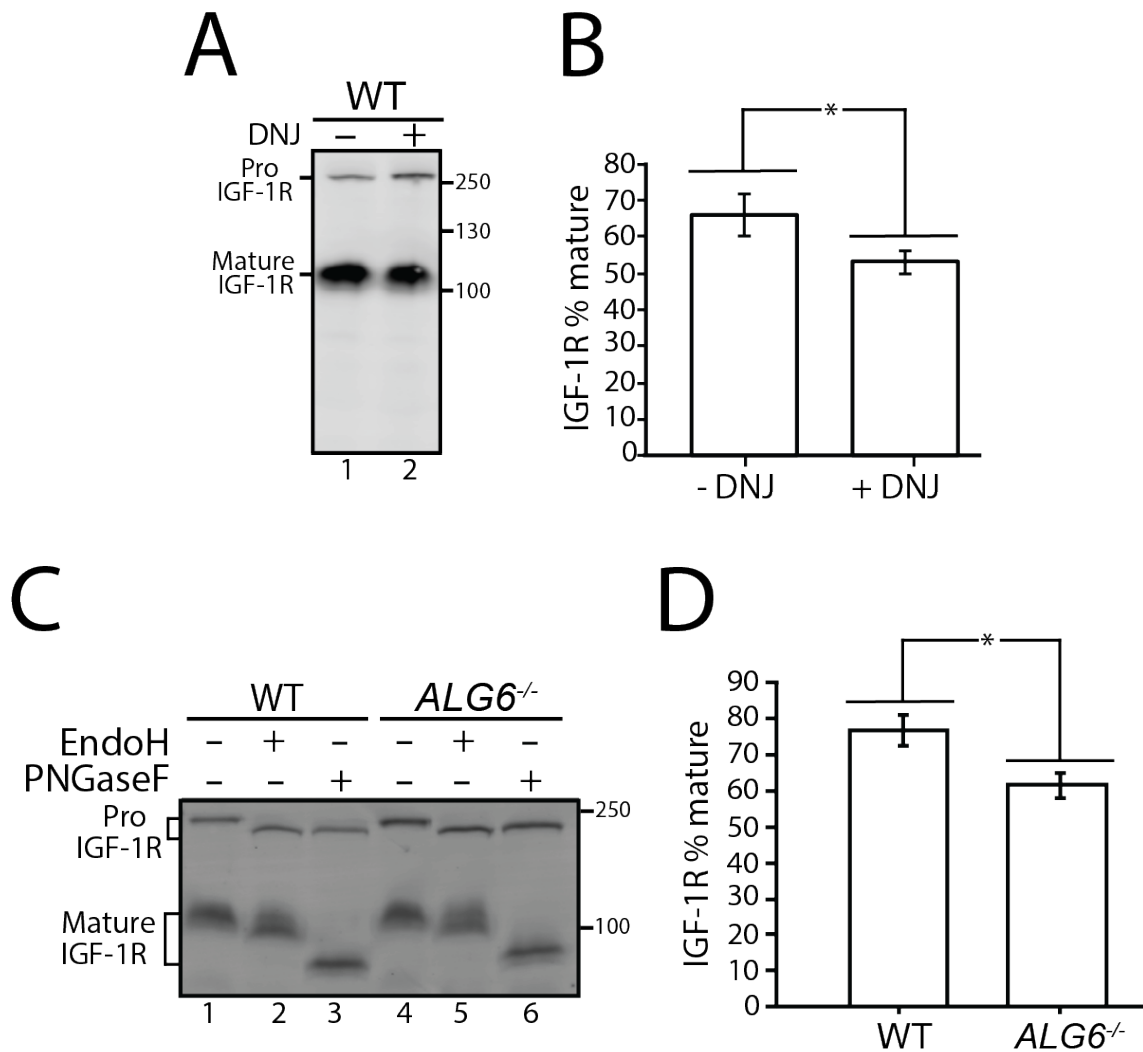 A
WT
DNJ – +
Pro
IGF-1R
Mature
IGF-1R
250
130
100
1 2
B
*
IGF-1R % mature
80
70
60
50
40
30
20
10
0
- DNJ + DNJ
C
WT ALG6-/-
EndoH – + – – + –
PNGaseF – – + – – +
Pro
IGF-1R
Mature
IGF-1R
250
100
1 2 3 4 5 6
D
*
IGF-1R % mature
90
80
70
60
50
40
30
20
10
0
WT ALG6-/-